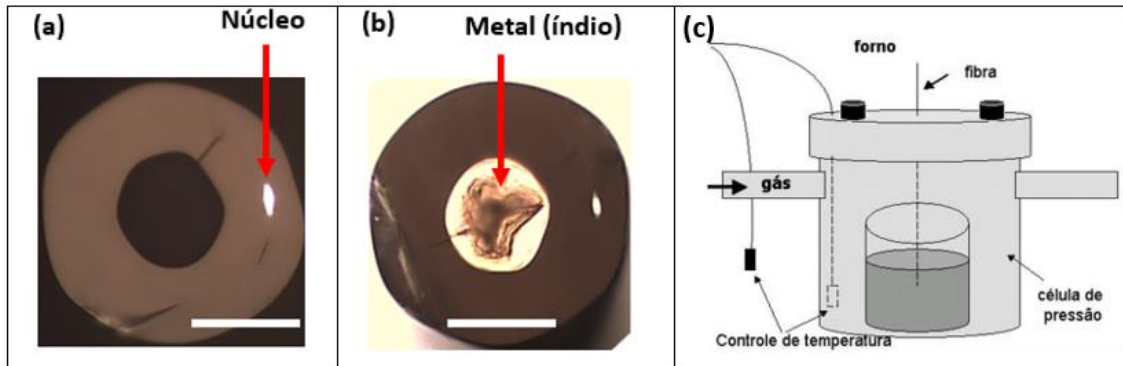 (a)
Núcleo
(b)
Metal (índio)
(c)
forno
fibra
gás
célula de
pressão
Controle de temperatura